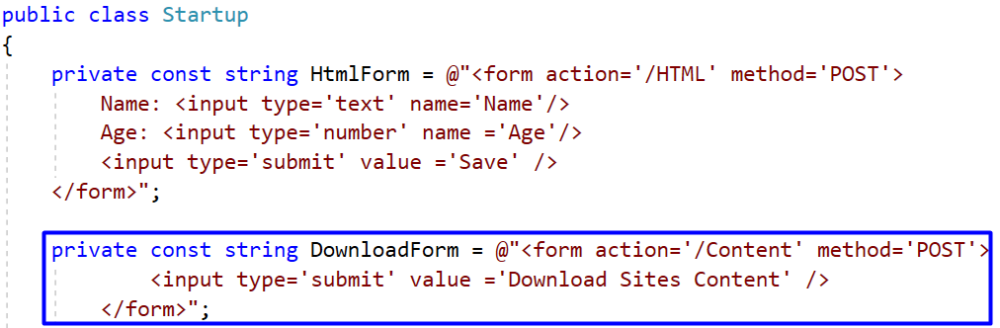 public class Startup
{
private const string HtmlForm = @"<form action='/HTML' method='POST'>
Name: <input type='text' name='Name'/>
Age: <input type='number' name ='Age'/>
<input type='submit' value ='Save' />
</form>";
private const string DownloadForm = @"<form action='/Content' method='POST'>
<input type='submit' value ='Download Sites Content' />
</form>";